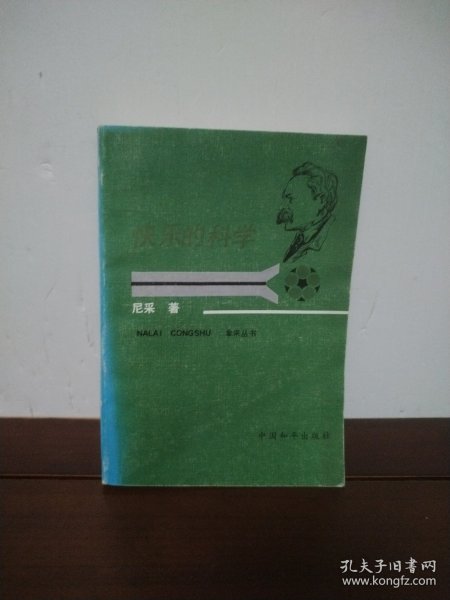 快乐的科学
尼采 著
NALAI CONGSHU 拿来丛书
中国和平出版社
孔夫子旧书网
www.kongfz.com